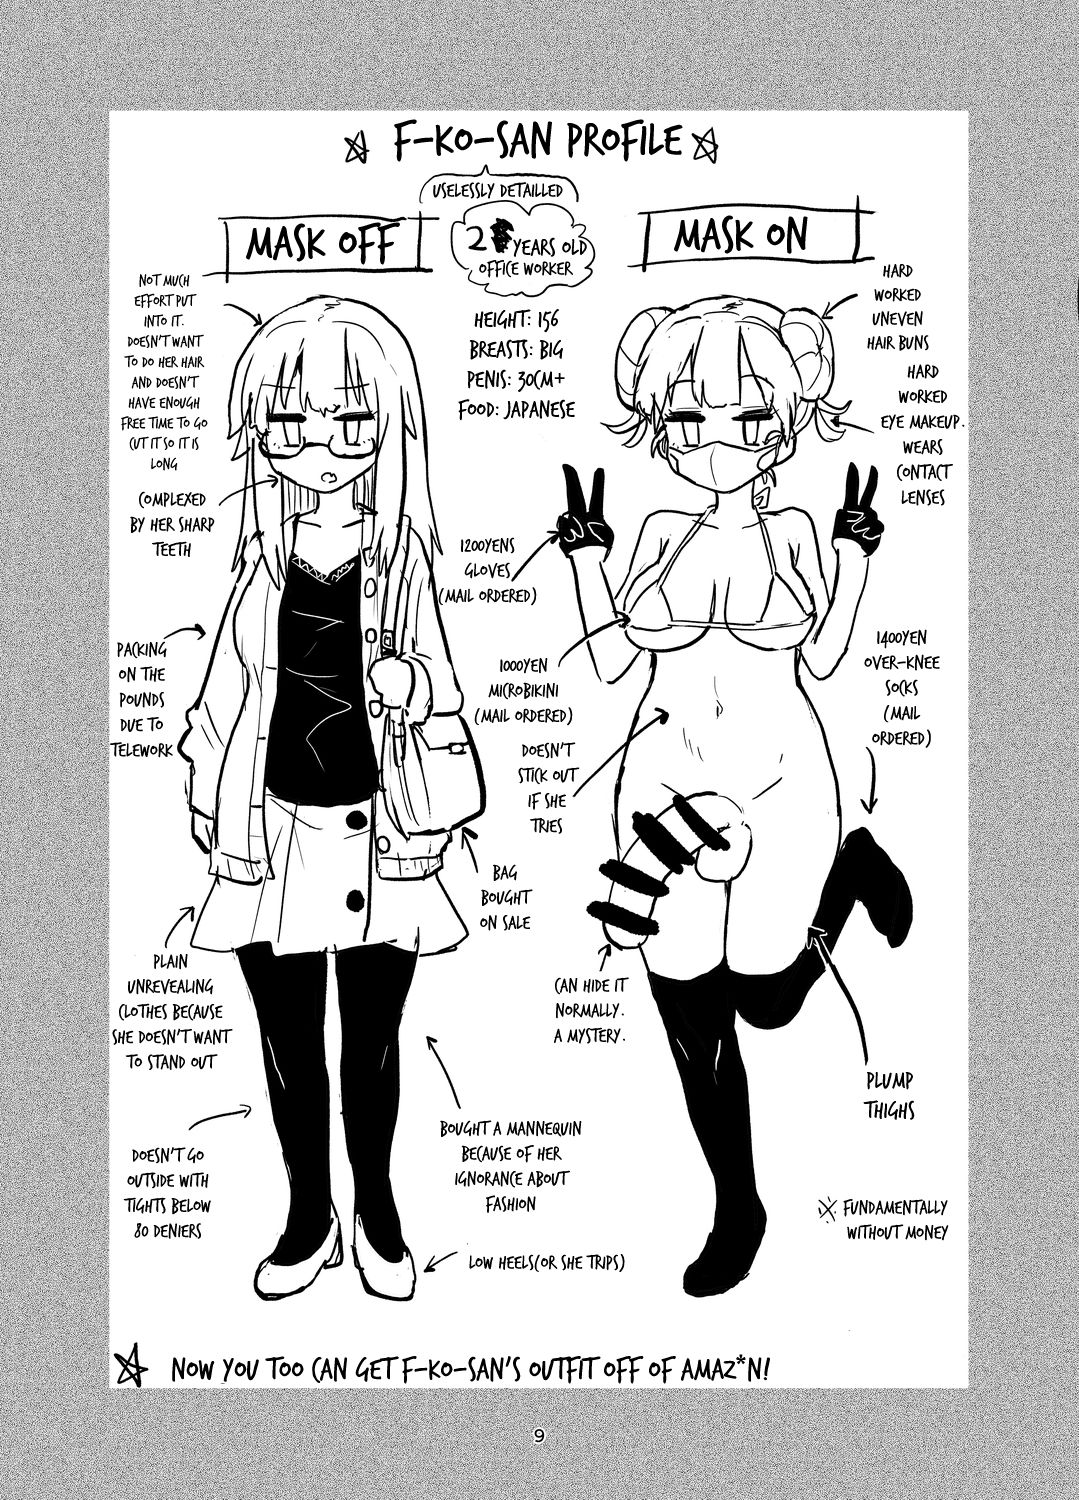 F-KO-SAN PROFILE
USELESSLY DETAILLED
MASK OFF
2 YEARS OLD
OFFICE WORKER
MASK ON
HEIGHT: 156
BREASTS: BIG
PENIS: 30CM+
FOOD: JAPANESE
NOT MUCH
EFFORT PUT
INTO IT.
DOESN'T WANT
TO DO HER HAIR
AND DOESN'T
HAVE ENOUGH
FREE TIME TO GO
CUT IT SO IT IS
LONG
COMPLEXED
BY HER SHARP
TEETH
PACKING
ON THE
POUNDS
DUE TO
TELEWORK
PLAIN
UNREVEALING
CLOTHES BECAUSE
SHE DOESN'T WANT
TO STAND OUT
DOESN'T GO
OUTSIDE WITH
TIGHTS BELOW
80 DENIERS
BAG
BOUGHT
ON SALE
BOUGHT A MANNEQUIN
BECAUSE OF HER
IGNORANCE ABOUT
FASHION
LOW HEELS(OR SHE TRIPS)
HARD
WORKED
UNEVEN
HAIR BUNS
HARD
WORKED
EYE MAKEUP.
WEARS
CONTACT
LENSES
1200YENS
GLOVES
(MAIL ORDERED)
1000YEN
MICROBIKINI
(MAIL ORDERED)
DOESN'T
STICK OUT
IF SHE
TRIES
1400YEN
OVER-KNEE
SOCKS
(MAIL
ORDERED)
CAN HIDE IT
NORMALLY.
A MYSTERY.
PLUMP
THIGHS
※ FUNDAMENTALLY
WITHOUT MONEY
NOW YOU TOO CAN GET F-KO-SAN'S OUTFIT OFF OF AMAZ*N!
9